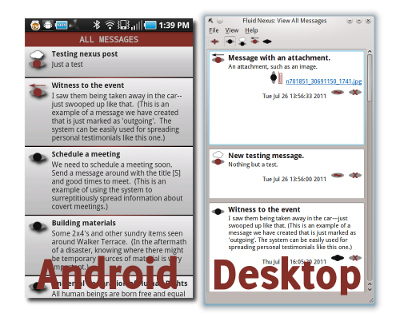 1:39 PM
ALL MESSAGES
Testing nexus post
Just a test
Witness to the event
I saw them being taken away in the car--
just swooped up like that. (This is an
example of a message we have created
that is just marked as 'outgoing'. The
system can be easily used for spreading
personal testimonials like this one.)
Schedule a meeting
We need to schedule a meeting soon.
Send a message around with the title [5]
and good times to meet. (This is an
example of using the system to
surreptitiously spread information about
covert meetings.)
Building materials
Some 2x4's and other sundry items seen
around Walker Terrace. (In the aftermath
of a disaster, knowing where there might
be temporary sources of material is very
Rights
All human beings are born free and equal
Android
Fluid Nexus: View All Messages
File View Help
Message with an attachment.
An attachment, such as an image.
n781851_30691150_1741.jpg
Tue Jul 26 13:56:33 2011
New testing message.
Nothing but a test.
Tue Jul 26 13:56:00 2011
Witness to the event
I saw them being taken away in the car--just
swooped up like that. (This is an example of a
message we have created that is just marked as
'outgoing'. The system can be easily used for
spreading personal testimonials like this one.)
2011
Desktop